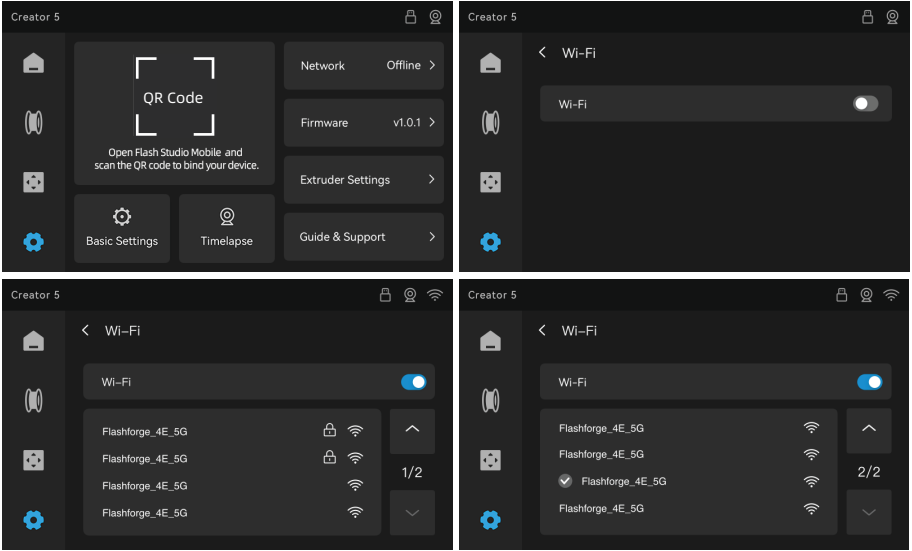 Creator 5
QR Code
Open Flash Studio Mobile and
scan the QR code to bind your device.
Basic Settings
Timelapse
Network Offline
Firmware v1.0.1
Extruder Settings
Guide & Support
Creator 5
Wi-Fi
Wi-Fi
Creator 5
Wi-Fi
Wi-Fi
Flashforge_4E_5G
Flashforge_4E_5G
Flashforge_4E_5G
Flashforge_4E_5G
1/2
Creator 5
Wi-Fi
Wi-Fi
Flashforge_4E_5G
Flashforge_4E_5G
Flashforge_4E_5G
Flashforge_4E_5G
2/2